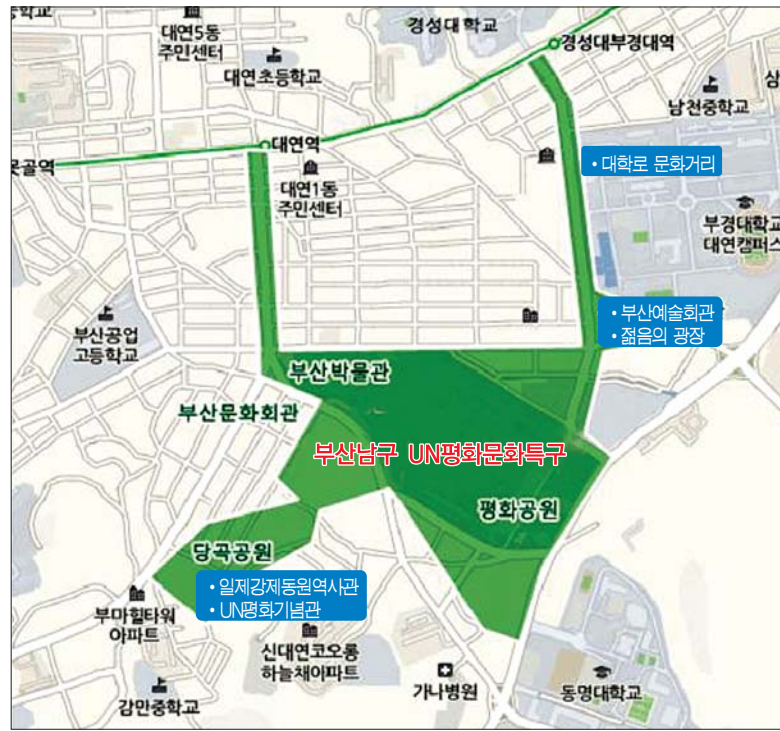 등학교
대연5동
주민센터
대연초등학교
경성대학교
경성대부경대역
남천중학교
삼
대연역
못골역
대연1동
주민센터
• 대학로 문화거리
부경대학교
대연캠퍼스
• 부산예술회관
• 젊음의 광장
부산공업
고등학교
부산박물관
부산문화회관
부산남구 UN평화문화특구
평화공원
당곡공원
• 일제강제동원역사관
• UN평화기념관
부마힐타워
아파트
신대연코오롱
하늘채아파트
가나병원
동명대학교
감만중학교